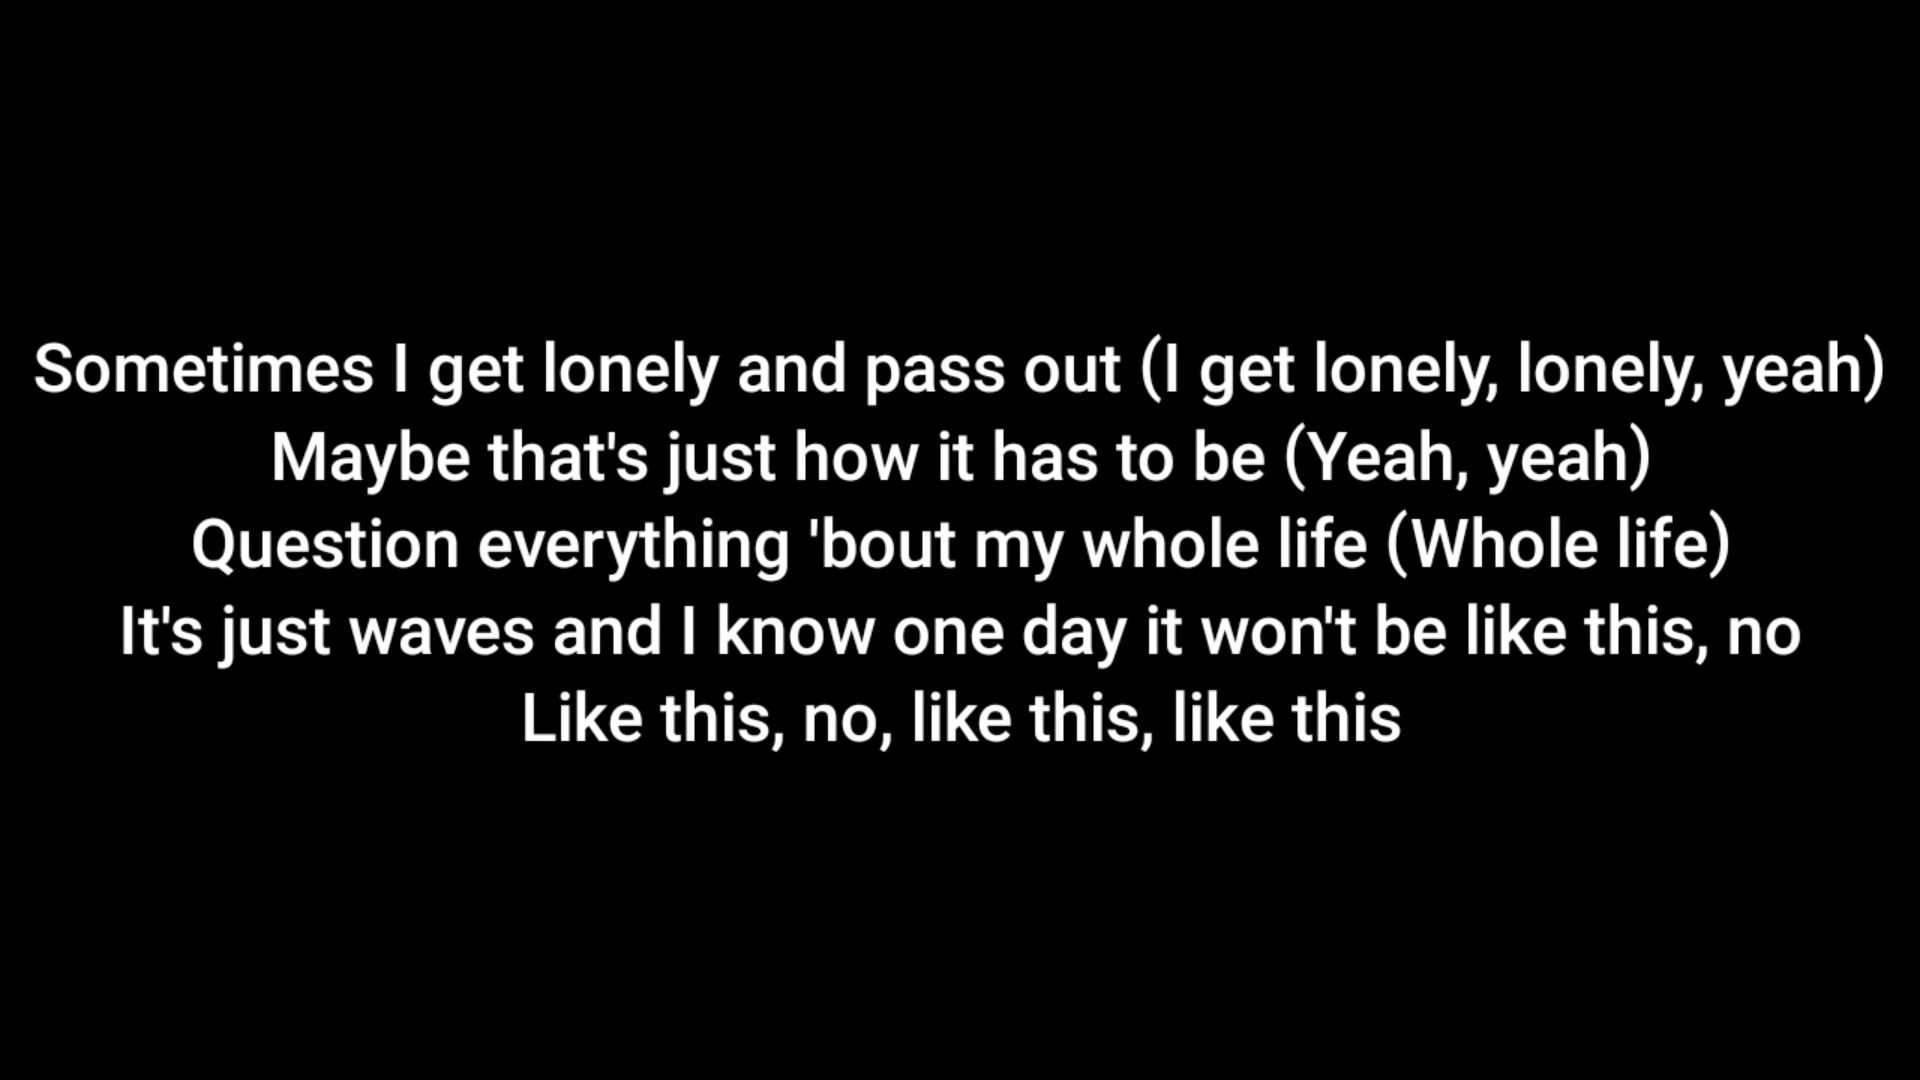 Sometimes I get lonely and pass out (I get lonely, lonely, yeah)
Maybe that's just how it has to be (Yeah, yeah)
Question everything 'bout my whole life (Whole life)
It's just waves and I know one day it won't be like this, no
Like this, no, like this, like this